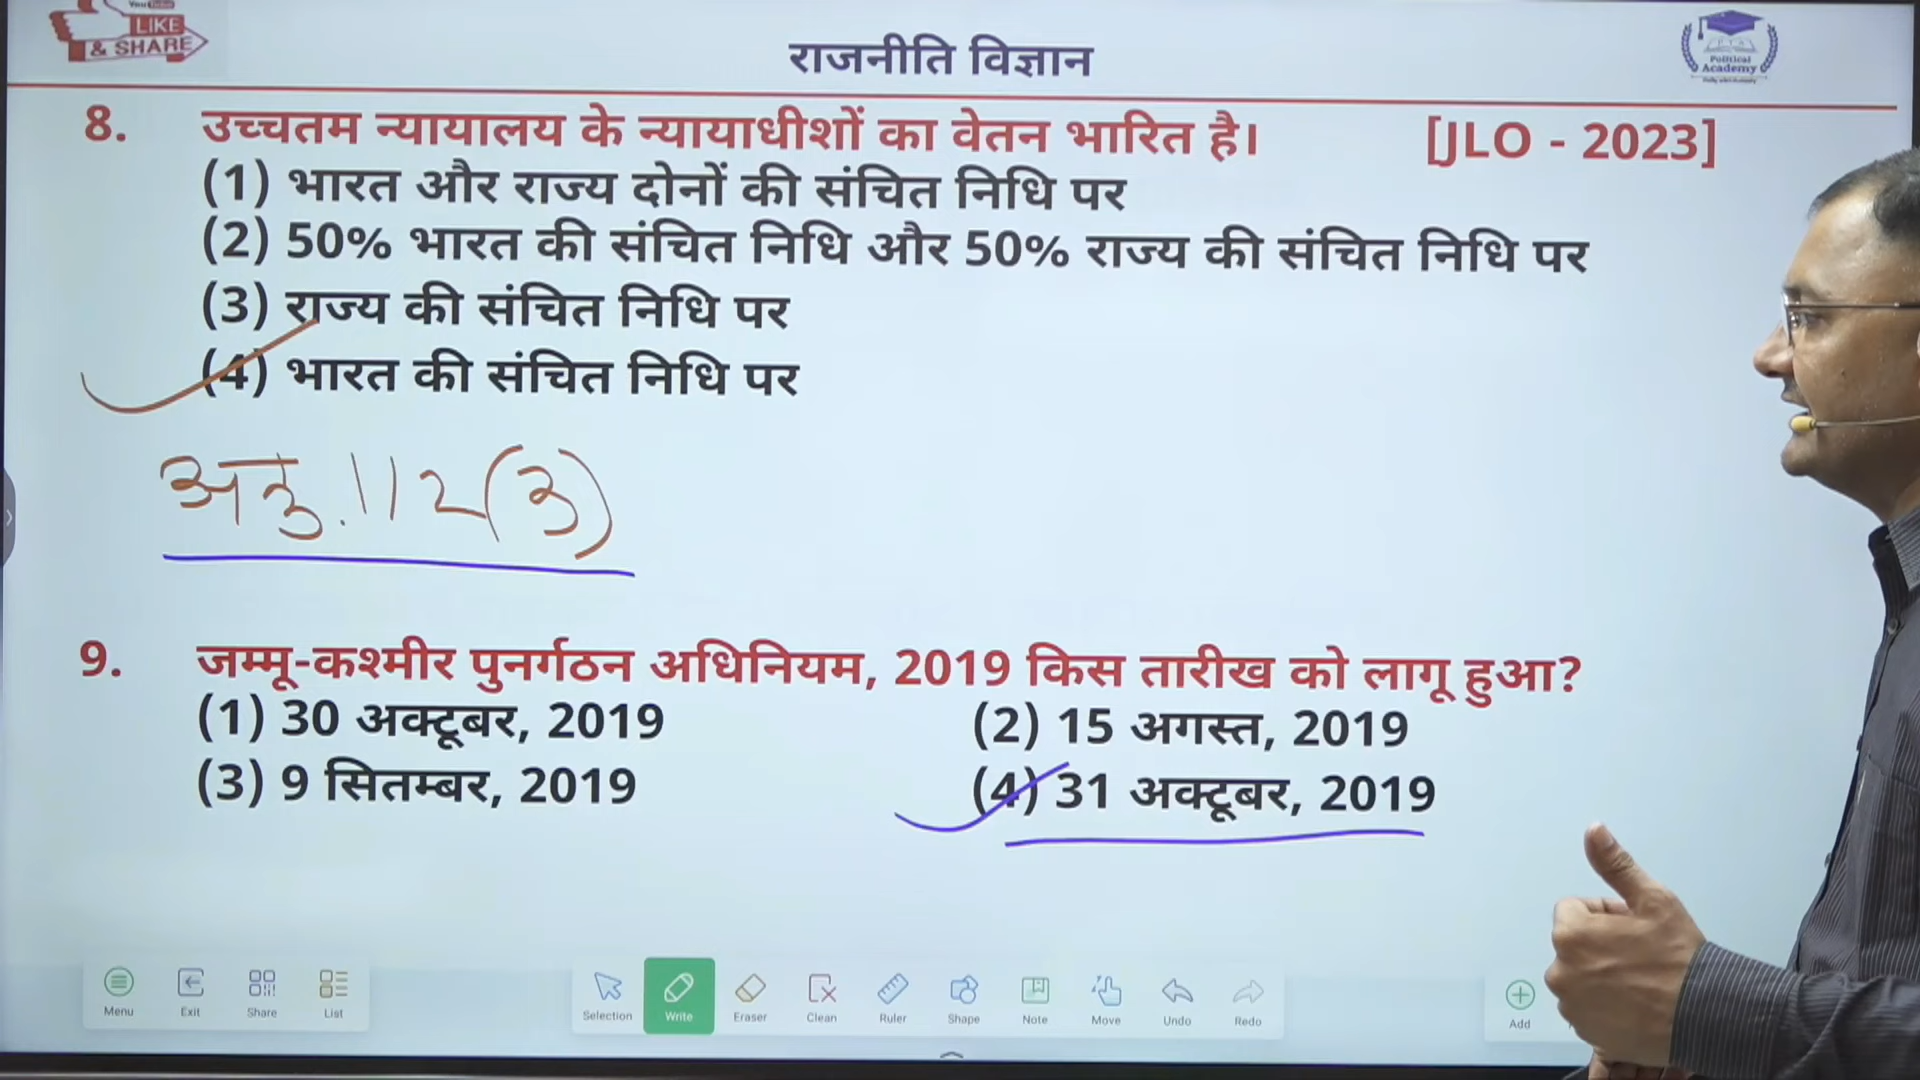 YouTube
LIKE
& SHARE
राजनीति विज्ञान
Political
Academy
8. उच्चतम न्यायालय के न्यायाधीशों का वेतन भारित है। [JLO - 2023]
(1) भारत और राज्य दोनों की संचित निधि पर
(2) 50% भारत की संचित निधि और 50% राज्य की संचित निधि पर
(3) राज्य की संचित निधि पर
(4) भारत की संचित निधि पर
अनु. 112(3)
9. जम्मू-कश्मीर पुनर्गठन अधिनियम, 2019 किस तारीख को लागू हुआ?
(1) 30 अक्टूबर, 2019 (2) 15 अगस्त, 2019
(3) 9 सितम्बर, 2019 (4) 31 अक्टूबर, 2019
Menu Exit Share List Selection Write Eraser Clean Ruler Shape Note Move Undo Redo Add